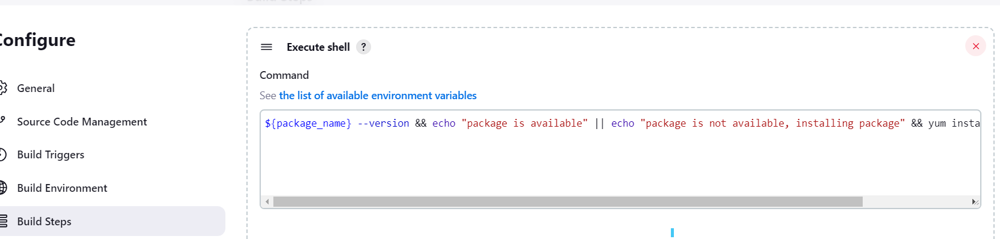 Configure
General
Source Code Management
Build Triggers
Build Environment
Build Steps
Execute shell ?
Command
See the list of available environment variables
${package_name} --version && echo "package is available" || echo "package is not available, installing package" && yum insta